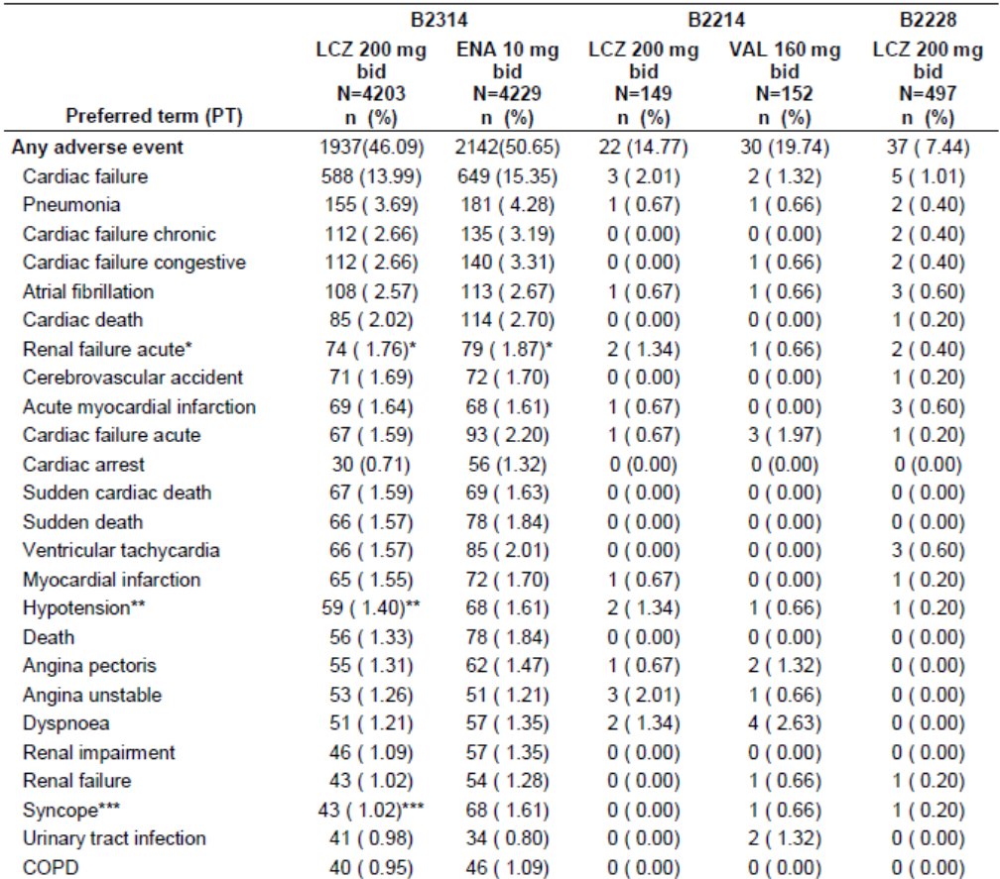 B2314 B2214 B2228
LCZ 200 mg ENA 10 mg LCZ 200 mg VAL 160 mg LCZ 200 mg
bid bid bid bid bid
N=4203 N=4229 N=149 N=152 N=497
Preferred term (PT) n (%) n (%) n (%) n (%) n (%)
Any adverse event 1937(46.09) 2142(50.65) 22 (14.77) 30 (19.74) 37 ( 7.44)
Cardiac failure 588 (13.99) 649 (15.35) 3 ( 2.01) 2 ( 1.32) 5 ( 1.01)
Pneumonia 155 ( 3.69) 181 ( 4.28) 1 ( 0.67) 1 ( 0.66) 2 ( 0.40)
Cardiac failure chronic 112 ( 2.66) 135 ( 3.19) 0 ( 0.00) 0 ( 0.00) 2 ( 0.40)
Cardiac failure congestive 112 ( 2.66) 140 ( 3.31) 0 ( 0.00) 1 ( 0.66) 2 ( 0.40)
Atrial fibrillation 108 ( 2.57) 113 ( 2.67) 1 ( 0.67) 1 ( 0.66) 3 ( 0.60)
Cardiac death 85 ( 2.02) 114 ( 2.70) 0 ( 0.00) 0 ( 0.00) 1 ( 0.20)
Renal failure acute* 74 ( 1.76)* 79 ( 1.87)* 2 ( 1.34) 1 ( 0.66) 2 ( 0.40)
Cerebrovascular accident 71 ( 1.69) 72 ( 1.70) 0 ( 0.00) 0 ( 0.00) 1 ( 0.20)
Acute myocardial infarction 69 ( 1.64) 68 ( 1.61) 1 ( 0.67) 0 ( 0.00) 3 ( 0.60)
Cardiac failure acute 67 ( 1.59) 93 ( 2.20) 1 ( 0.67) 3 ( 1.97) 1 ( 0.20)
Cardiac arrest 30 (0.71) 56 (1.32) 0 (0.00) 0 (0.00) 0 (0.00)
Sudden cardiac death 67 ( 1.59) 69 ( 1.63) 0 ( 0.00) 0 ( 0.00) 0 ( 0.00)
Sudden death 66 ( 1.57) 78 ( 1.84) 0 ( 0.00) 0 ( 0.00) 0 ( 0.00)
Ventricular tachycardia 66 ( 1.57) 85 ( 2.01) 0 ( 0.00) 0 ( 0.00) 3 ( 0.60)
Myocardial infarction 65 ( 1.55) 72 ( 1.70) 1 ( 0.67) 0 ( 0.00) 1 ( 0.20)
Hypotension** 59 ( 1.40)** 68 ( 1.61) 2 ( 1.34) 1 ( 0.66) 1 ( 0.20)
Death 56 ( 1.33) 78 ( 1.84) 0 ( 0.00) 0 ( 0.00) 0 ( 0.00)
Angina pectoris 55 ( 1.31) 62 ( 1.47) 1 ( 0.67) 2 ( 1.32) 0 ( 0.00)
Angina unstable 53 ( 1.26) 51 ( 1.21) 3 ( 2.01) 1 ( 0.66) 0 ( 0.00)
Dyspnoea 51 ( 1.21) 57 ( 1.35) 2 ( 1.34) 4 ( 2.63) 0 ( 0.00)
Renal impairment 46 ( 1.09) 57 ( 1.35) 0 ( 0.00) 0 ( 0.00) 0 ( 0.00)
Renal failure 43 ( 1.02) 54 ( 1.28) 0 ( 0.00) 1 ( 0.66) 1 ( 0.20)
Syncope*** 43 ( 1.02)*** 68 ( 1.61) 0 ( 0.00) 1 ( 0.66) 1 ( 0.20)
Urinary tract infection 41 ( 0.98) 34 ( 0.80) 0 ( 0.00) 2 ( 1.32) 0 ( 0.00)
COPD 40 ( 0.95) 46 ( 1.09) 0 ( 0.00) 0 ( 0.00) 0 ( 0.00)